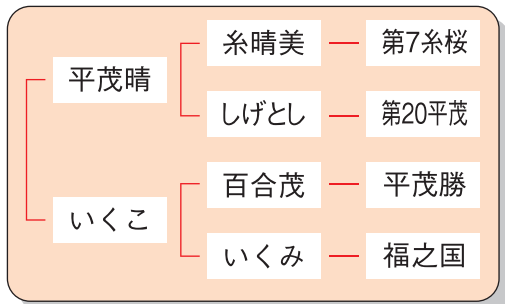 平茂晴
糸晴美
第7糸桜
しげとし
第20平茂
いくこ
百合茂
平茂勝
いくみ
福之国